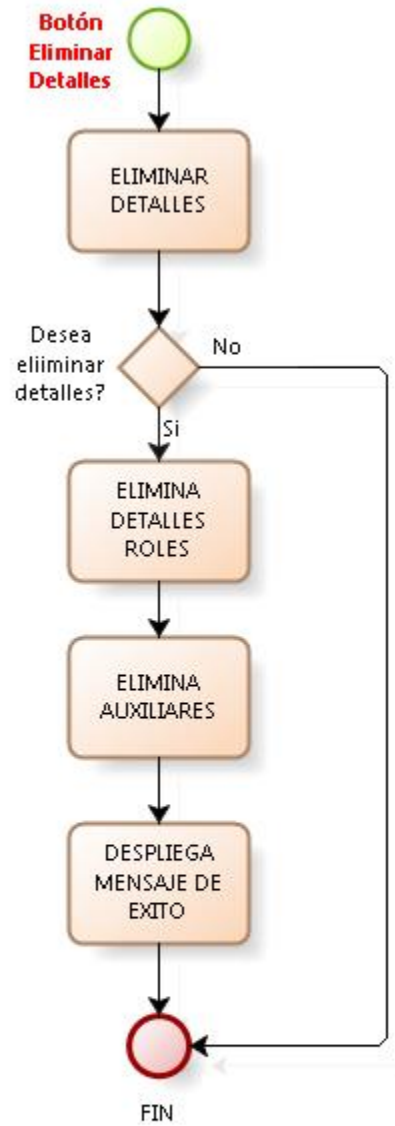 Botón
Eliminar
Detalles
ELIMINAR
DETALLES
Desea
eliiminar
detalles?
No
Si
ELIMINA
DETALLES
ROLES
ELIMINA
AUXILIARES
DESPLIEGA
MENSAJE DE
EXITO
FIN